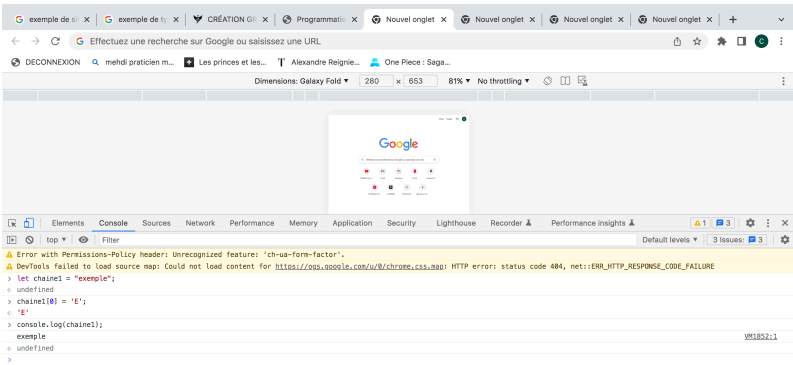 exemple de si
exemple de ty
CRÉATION GR
Programmatio
Nouvel onglet
Nouvel onglet
Nouvel onglet
Nouvel onglet
Effectuez une recherche sur Google ou saisissez une URL
C
DECONNEXION
mehdi praticien m...
Les princes et les...
Alexandre Reignie...
One Piece : Saga...
Dimensions: Galaxy Fold ▼ 280 × 653 81% ▼ No throttling ▼
Google
Elements Console Sources Network Performance Memory Application Security Lighthouse Recorder Performance insights 1 3
top ▼ Filter Default levels ▼ 3 Issues: 3
Error with Permissions-Policy header: Unrecognized feature: 'ch-ua-form-factor'.
DevTools failed to load source map: Could not load content for https://ogs.google.com/u/0/chrome.css.map: HTTP error: status code 404, net::ERR_HTTP_RESPONSE_CODE_FAILURE
> let chaine1 = "exemple";
undefined
> chaine1[0] = 'E';
'E'
> console.log(chaine1);
exemple VM1852:1
undefined
>